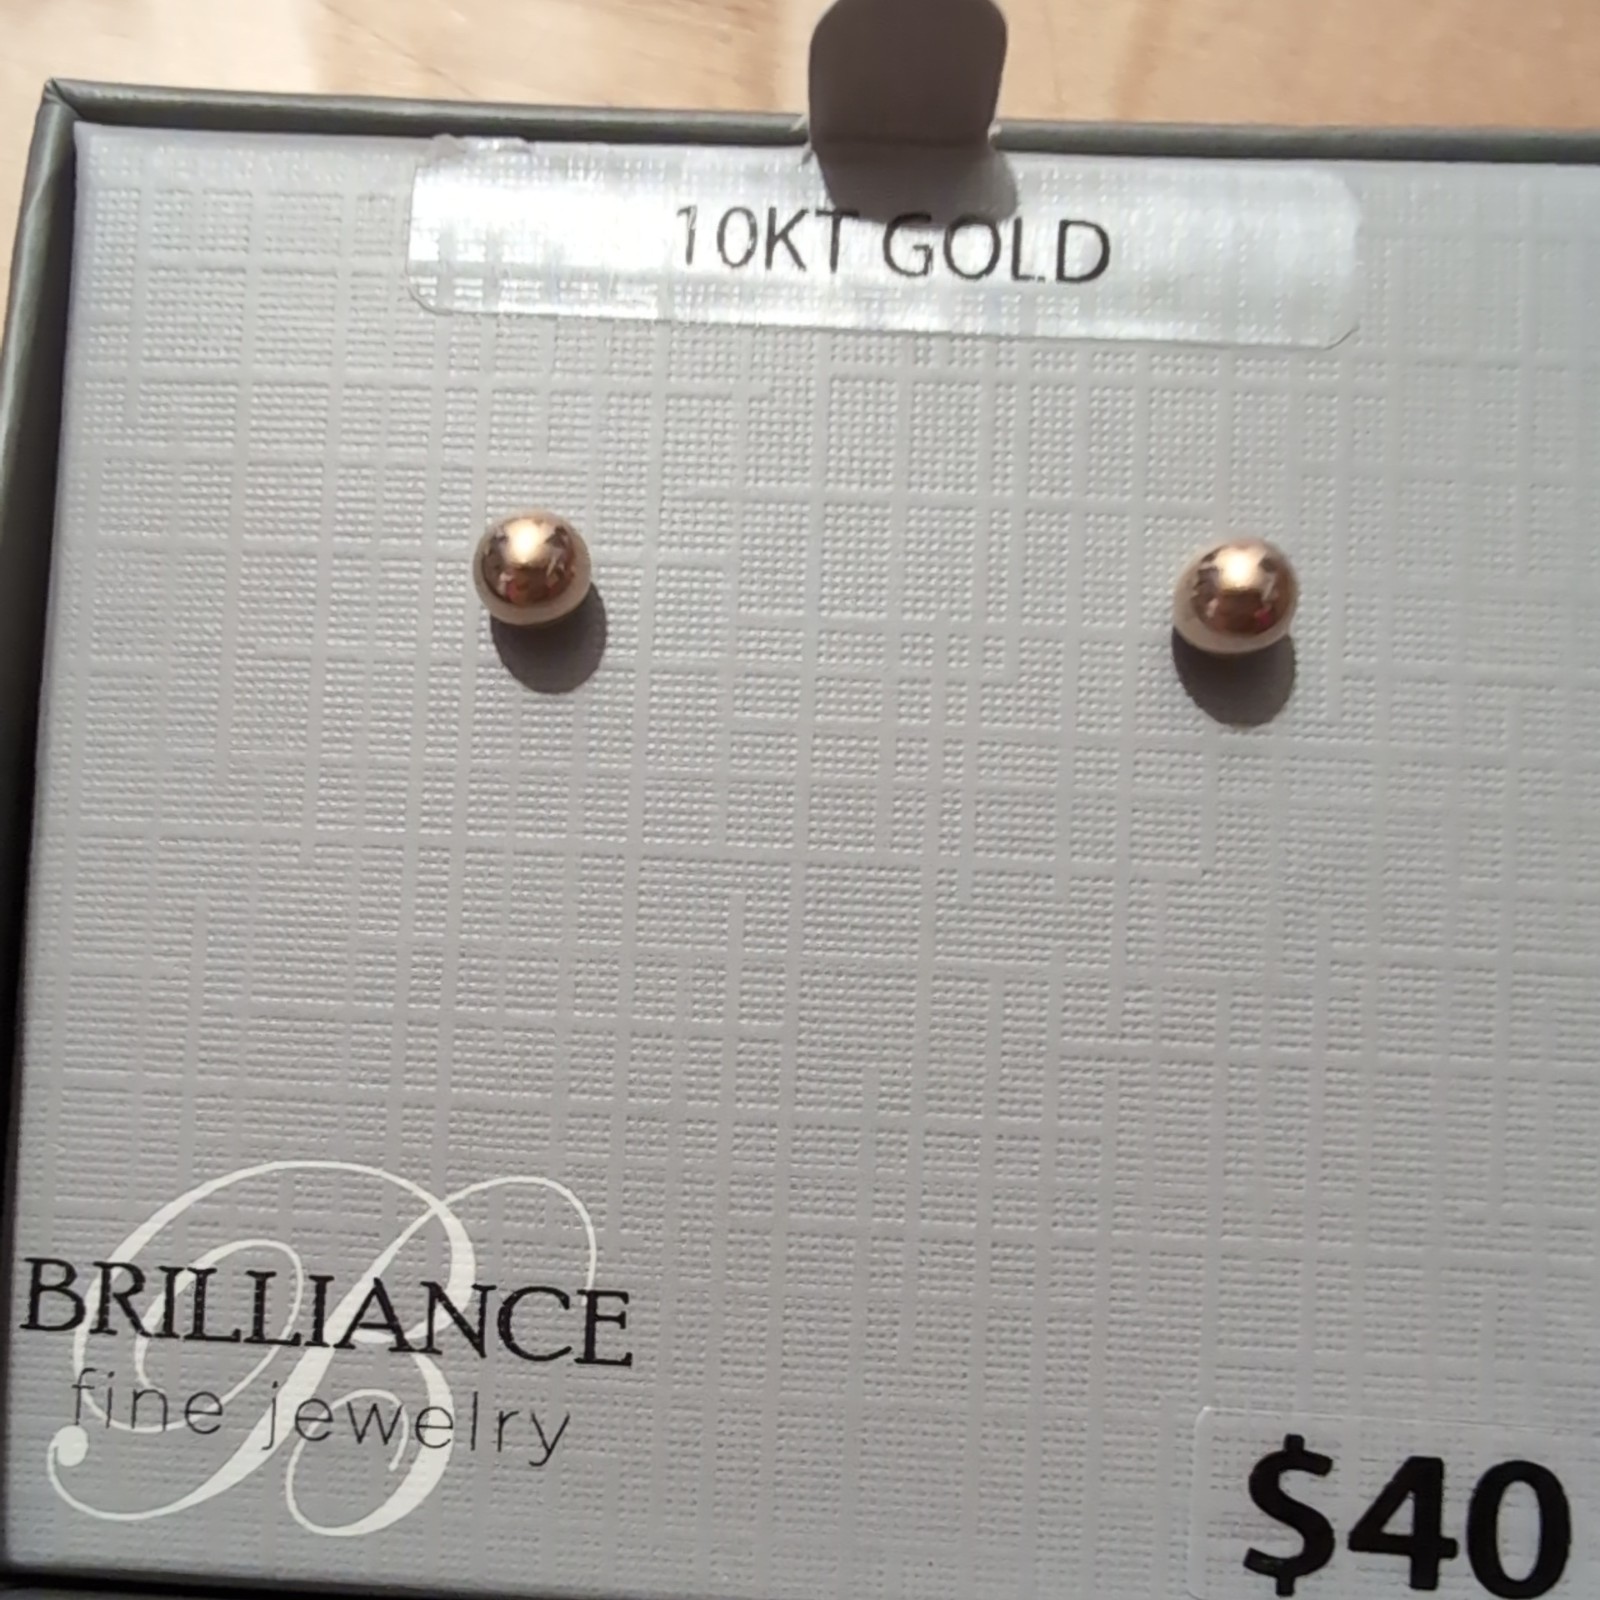 10KT GOLD
BRILLIANCE
fine jewelry
$40